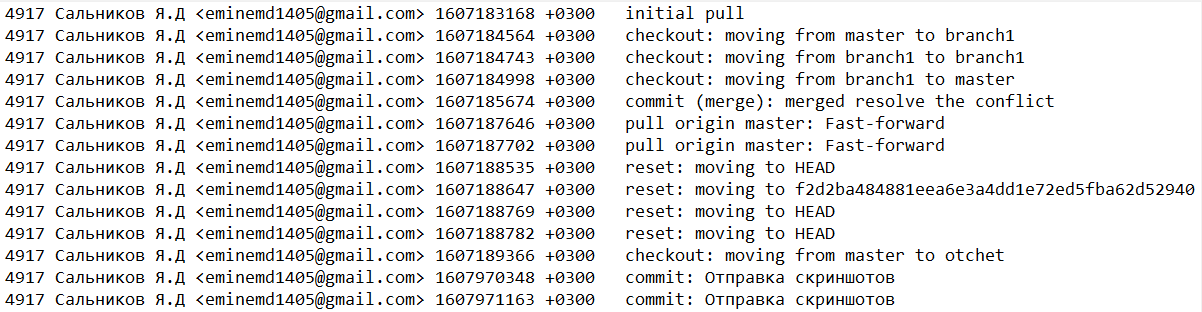 4917 Сальников Я.Д <eminemd1405@gmail.com> 1607183168 +0300 initial pull
4917 Сальников Я.Д <eminemd1405@gmail.com> 1607184564 +0300 checkout: moving from master to branch1
4917 Сальников Я.Д <eminemd1405@gmail.com> 1607184743 +0300 checkout: moving from branch1 to branch1
4917 Сальников Я.Д <eminemd1405@gmail.com> 1607184998 +0300 checkout: moving from branch1 to master
4917 Сальников Я.Д <eminemd1405@gmail.com> 1607185674 +0300 commit (merge): merged resolve the conflict
4917 Сальников Я.Д <eminemd1405@gmail.com> 1607187646 +0300 pull origin master: Fast-forward
4917 Сальников Я.Д <eminemd1405@gmail.com> 1607187702 +0300 pull origin master: Fast-forward
4917 Сальников Я.Д <eminemd1405@gmail.com> 1607188535 +0300 reset: moving to HEAD
4917 Сальников Я.Д <eminemd1405@gmail.com> 1607188647 +0300 reset: moving to f2d2ba484881eea6e3a4dd1e72ed5fba62d52940
4917 Сальников Я.Д <eminemd1405@gmail.com> 1607188769 +0300 reset: moving to HEAD
4917 Сальников Я.Д <eminemd1405@gmail.com> 1607188782 +0300 reset: moving to HEAD
4917 Сальников Я.Д <eminemd1405@gmail.com> 1607189366 +0300 checkout: moving from master to otchet
4917 Сальников Я.Д <eminemd1405@gmail.com> 1607970348 +0300 commit: Отправка скриншотов
4917 Сальников Я.Д <eminemd1405@gmail.com> 1607971163 +0300 commit: Отправка скриншотов